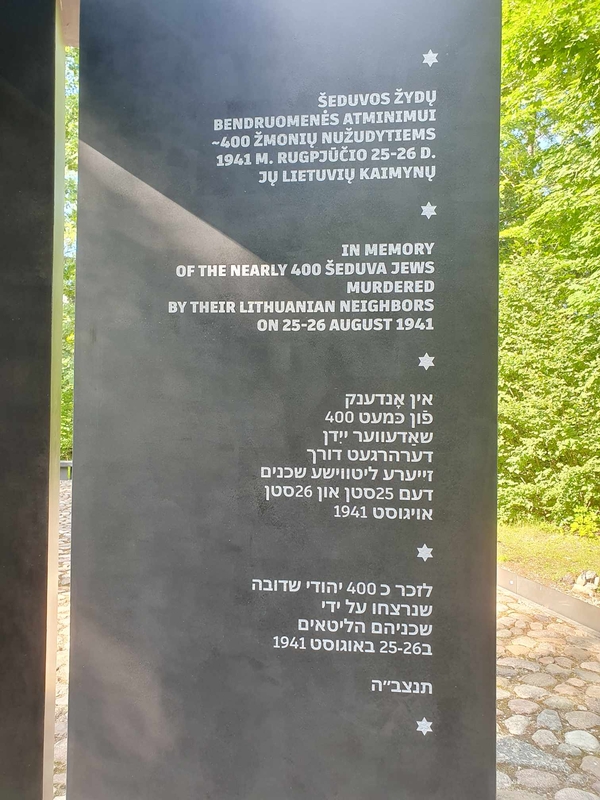 ŠEDUVOS ŽYDŲ
BENDRUOMENĖS ATMINIMUI
~400 ŽMONIŲ NUŽUDYTIEMS
1941 M. RUGPJŪČIO 25-26 D.
JŲ LIETUVIŲ KAIMYNŲ
IN MEMORY
OF THE NEARLY 400 ŠEDUVA JEWS
MURDERED
BY THEIR LITHUANIAN NEIGHBORS
ON 25-26 AUGUST 1941
אין אָנדענק
פֿון כּמעט 400
שאַדעווער ייִדן
דערהרגעט דורך
זייערע ליטווישע שכנים
דעם 25סטן און 26סטן
אויגוסט 1941
לזכר כ 400 יהודי שדובה
שנרצחו על ידי
שכניהם הליטאים
ב25-26 באוגוסט 1941
תנצב״ה